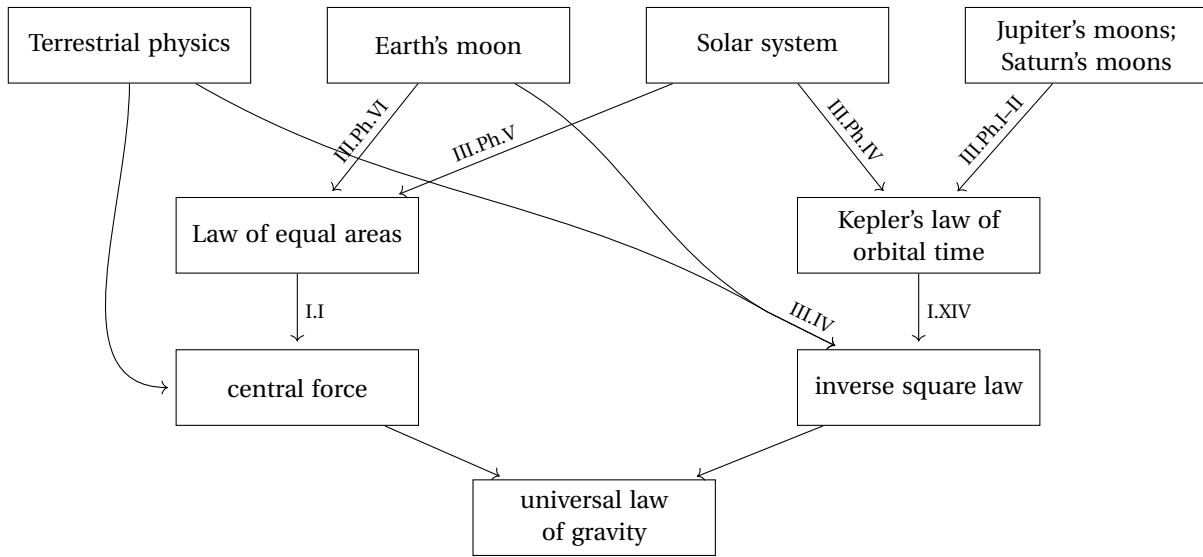 Terrestrial physics
Earth's moon
Solar system
Jupiter's moons;
Saturn's moons
III.Ph.VI
III.Ph.V
III.Ph.IV
III.Ph.I–II
Law of equal areas
Kepler's law of
orbital time
I.I
III.IV
I.XIV
central force
inverse square law
universal law
of gravity